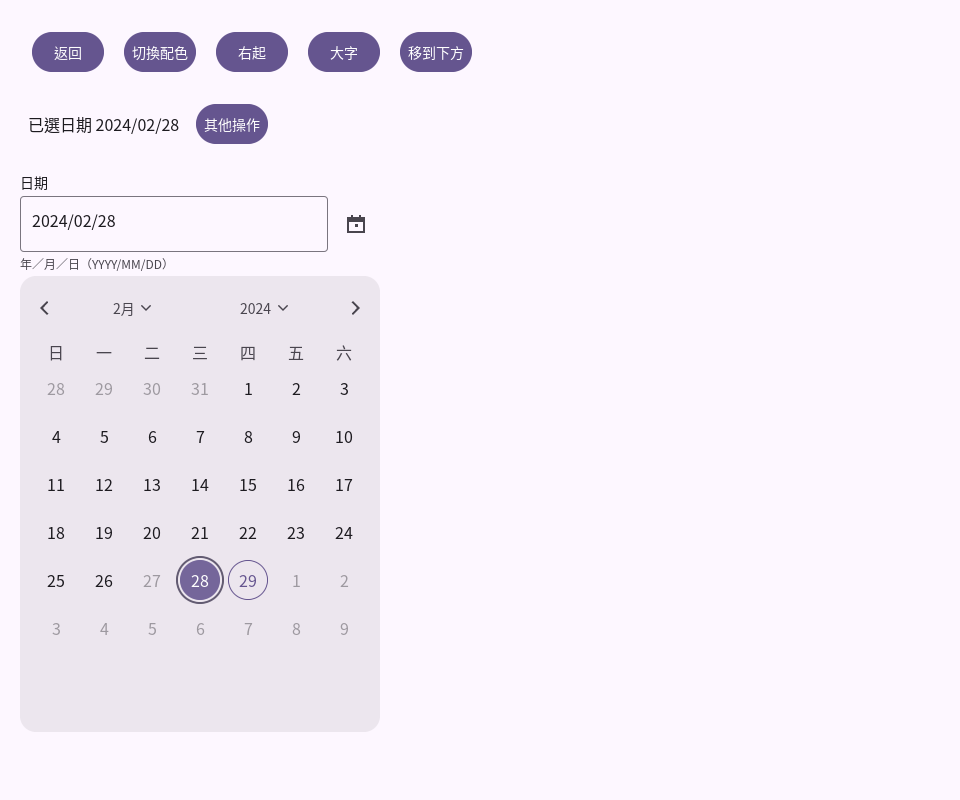 返回 切換配色 右起 大字 移到下方
已選日期 2024/02/28 其他操作
日期
2024/02/28
年／月／日（YYYY/MM/DD）
2月 2024
日 一 二 三 四 五 六
28 29 30 31 1 2 3
4 5 6 7 8 9 10
11 12 13 14 15 16 17
18 19 20 21 22 23 24
25 26 27 28 29 1 2
3 4 5 6 7 8 9